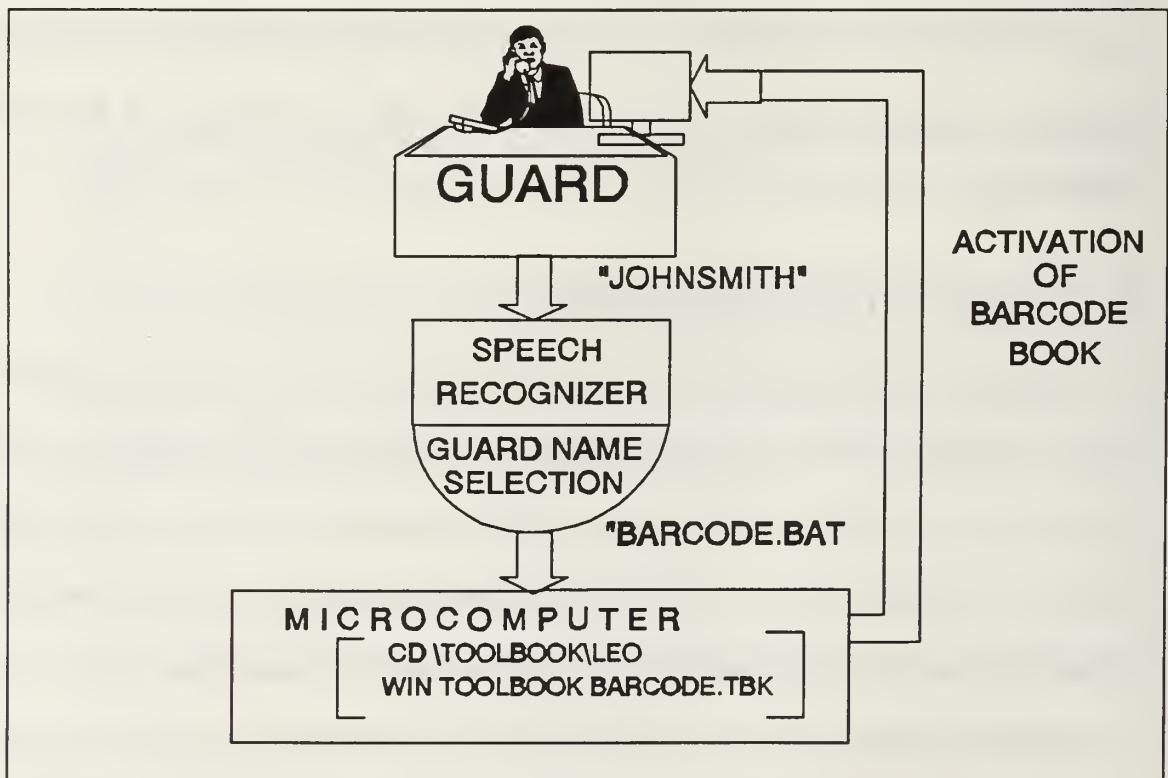 GUARD
"JOHNSMITH"
SPEECH
RECOGNIZER
GUARD NAME
SELECTION
"BARCODE.BAT
MICROCOMPUTER
CD \TOOLBOOK\LEO
WIN TOOLBOOK BARCODE.TBK
ACTIVATION
OF
BARCODE
BOOK